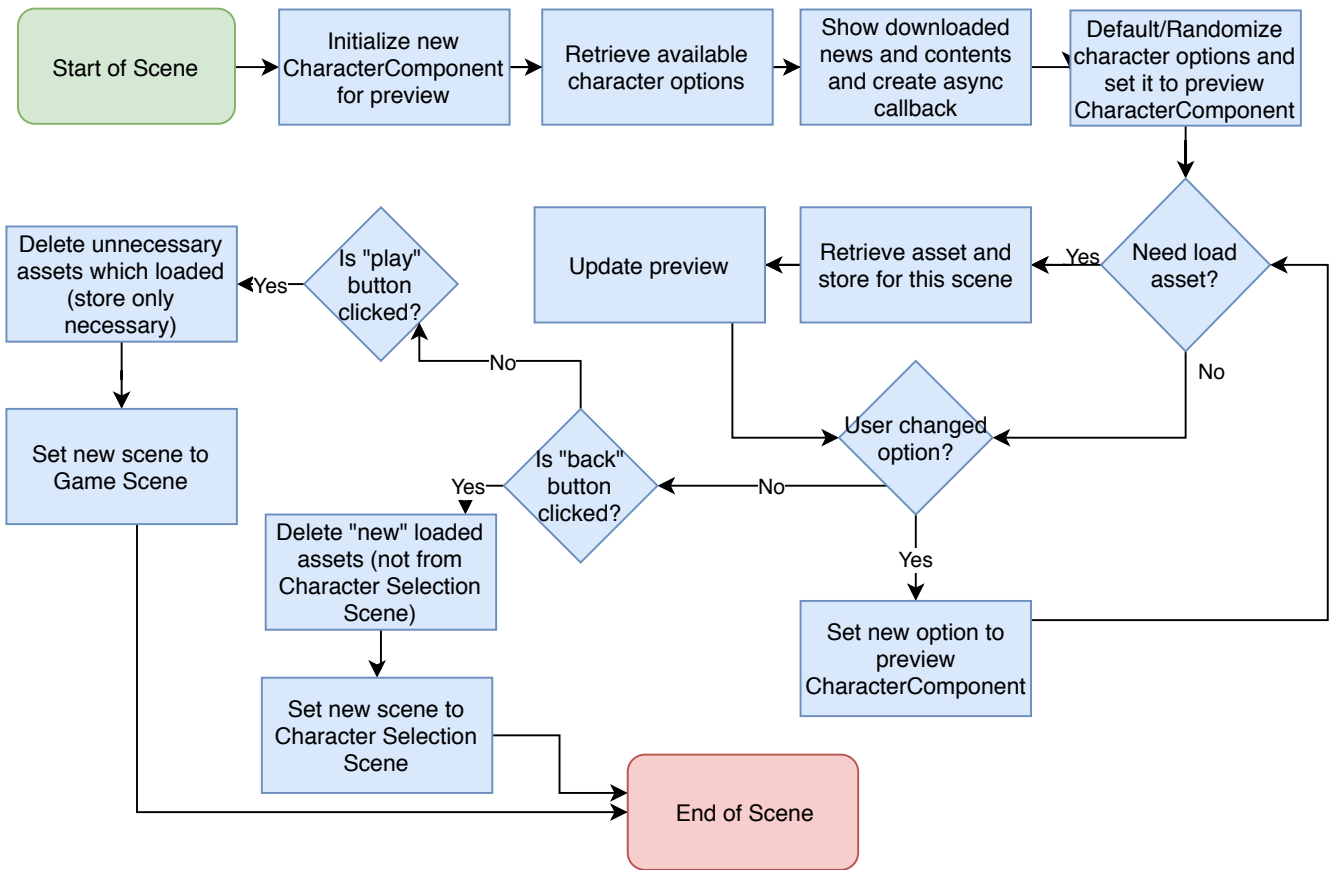 Start of Scene
Initialize new
CharacterComponent
for preview
Retrieve available
character options
Show downloaded
news and contents
and create async
callback
Default/Randomize
character options and
set it to preview
CharacterComponent
Need load
asset?
Yes
No
Retrieve asset and
store for this scene
Update preview
User changed
option?
Yes
No
Set new option to
preview
CharacterComponent
Is "back"
button
clicked?
Yes
No
Is "play"
button
clicked?
Yes
Delete unnecessary
assets which loaded
(store only
necessary)
Set new scene to
Game Scene
Delete "new" loaded
assets (not from
Character Selection
Scene)
Set new scene to
Character Selection
Scene
End of Scene